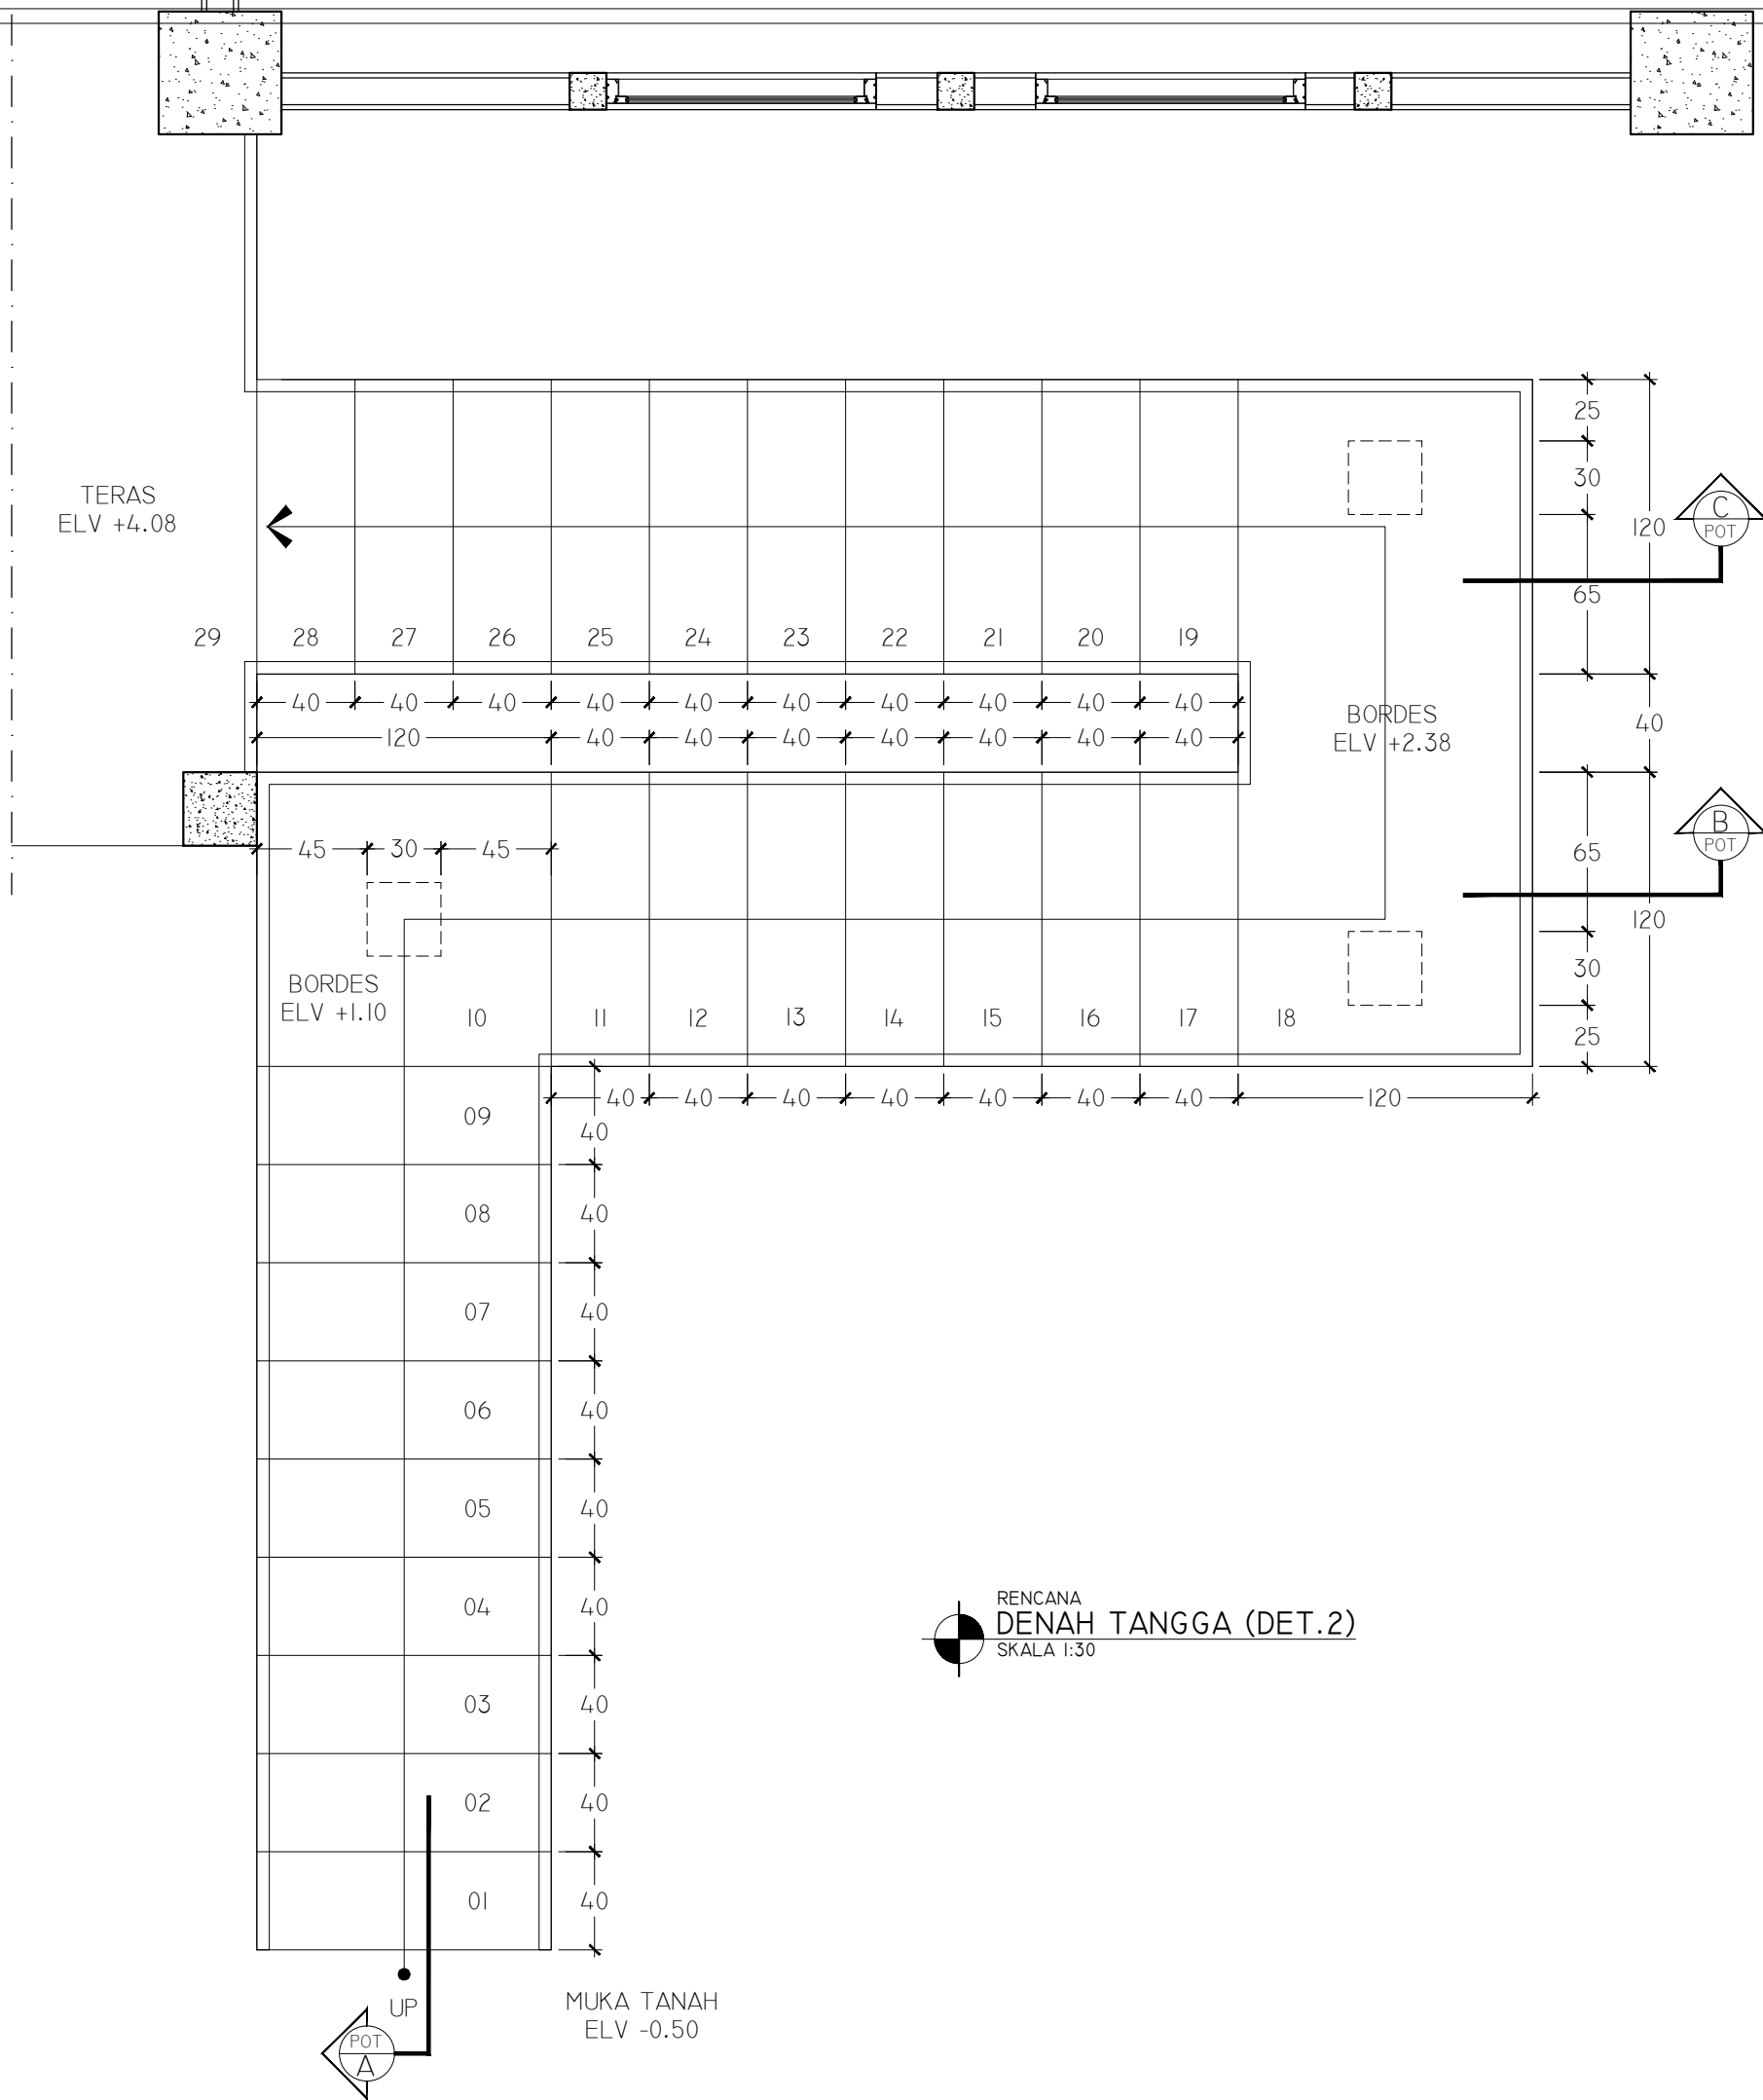 25
30
65
120
C
POT
TERAS
ELV +4.08
29 28 27 26 25 24 23 22 21 20 19
40 40 40 40 40 40 40 40 40 40
120 40 40 40 40 40 40 40
BORDES
ELV +2.38
40
B
POT
65
30
25
120
45 30 45
BORDES
ELV +1.10
10 11 12 13 14 15 16 17 18
40 40 40 40 40 40 40 120
09 40
08 40
07 40
06 40
05 40
04 40
03 40
02 40
01 40
RENCANA
DENAH TANGGA (DET.2)
SKALA 1:30
UP
MUKA TANAH
ELV -0.50
POT
A